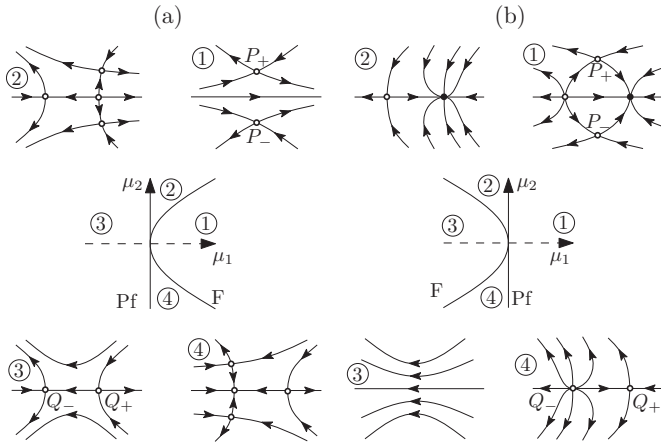 (a) (b)
② ① P₊ P₋ ② ① P₊ P₋
μ₂ ② ③ ① μ₁ Pf ④ F
② μ₂ ③ ① μ₁ F ④ Pf
③ Q₋ Q₊ ④ ③ ④ Q₋ Q₊